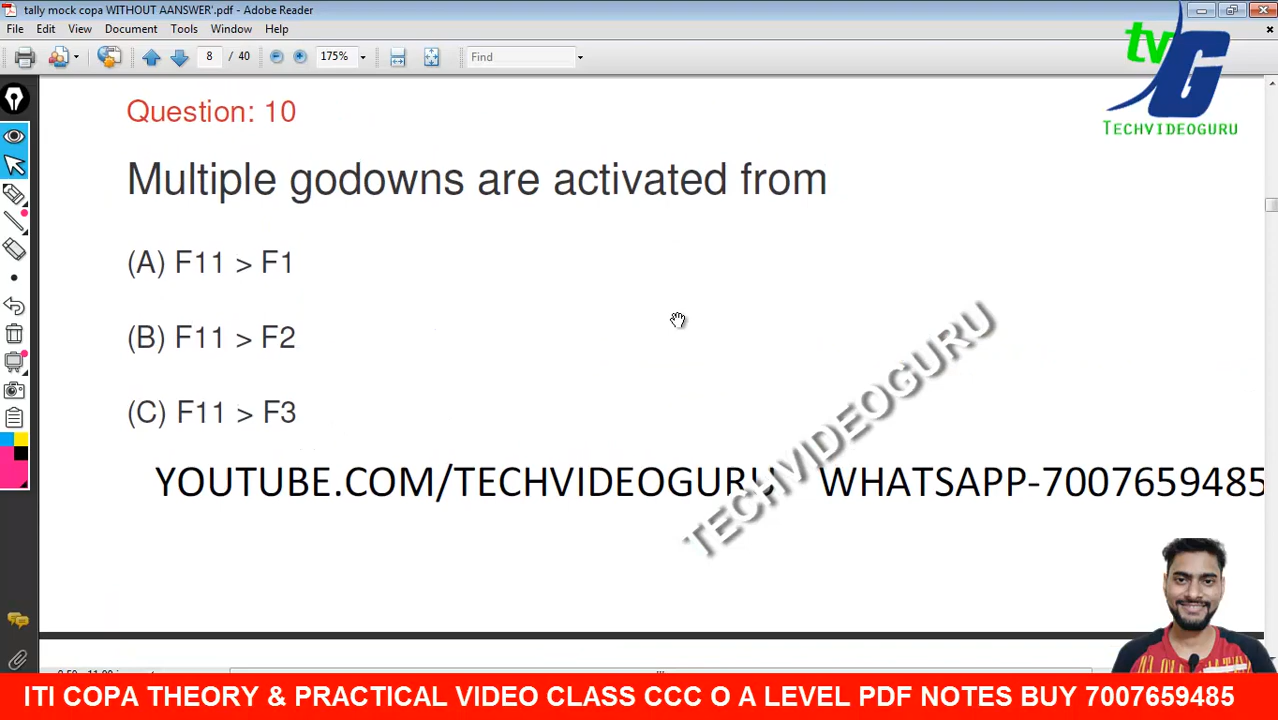 tally mock copa WITHOUT AANSWER'.pdf - Adobe Reader
File Edit View Document Tools Window Help
8 / 40 175% Find
tv G
TECHVIDEOGURU
Question: 10
Multiple godowns are activated from
(A) F11 > F1
(B) F11 > F2
(C) F11 > F3
TECHVIDEOGURU
YOUTUBE.COM/TECHVIDEOGURU WHATSAPP-7007659485
ITI COPA THEORY & PRACTICAL VIDEO CLASS CCC O A LEVEL PDF NOTES BUY 7007659485